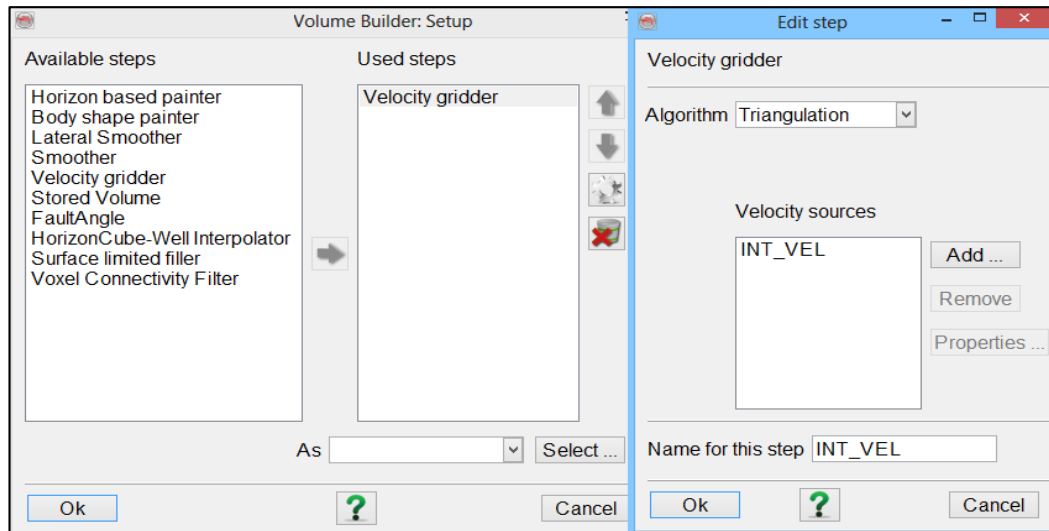 Volume Builder: Setup
Available steps
Used steps
Horizon based painter
Body shape painter
Lateral Smoother
Smoother
Velocity gridder
Stored Volume
FaultAngle
HorizonCube-Well Interpolator
Surface limited filler
Voxel Connectivity Filter
Velocity gridder
As
Select ...
Ok
?
Cancel
Edit step
Velocity gridder
Algorithm Triangulation
Velocity sources
INT_VEL
Add ...
Remove
Properties ...
Name for this step INT_VEL
Ok
?
Cancel